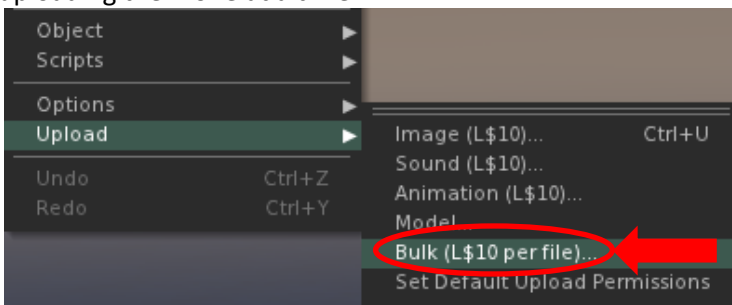 Object
Scripts
Options
Upload
Undo Ctrl+Z
Redo Ctrl+Y
Image (L$10)... Ctrl+U
Sound (L$10)...
Animation (L$10)...
Model...
Bulk (L$10 per file)...
Set Default Upload Permissions